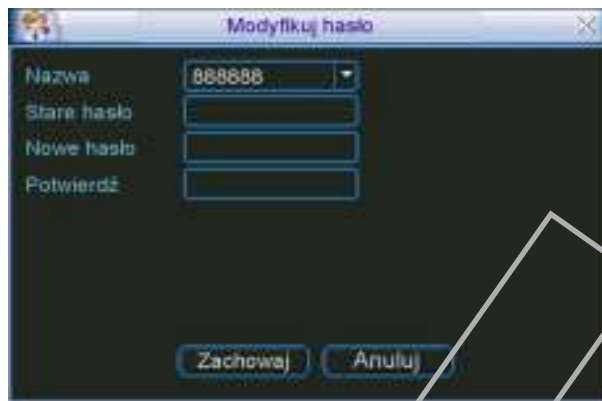 Modyfikuj hasło
Nazwa 888888
Stare hasło
Nowe hasło
Potwierdź
Zachowaj Anuluj